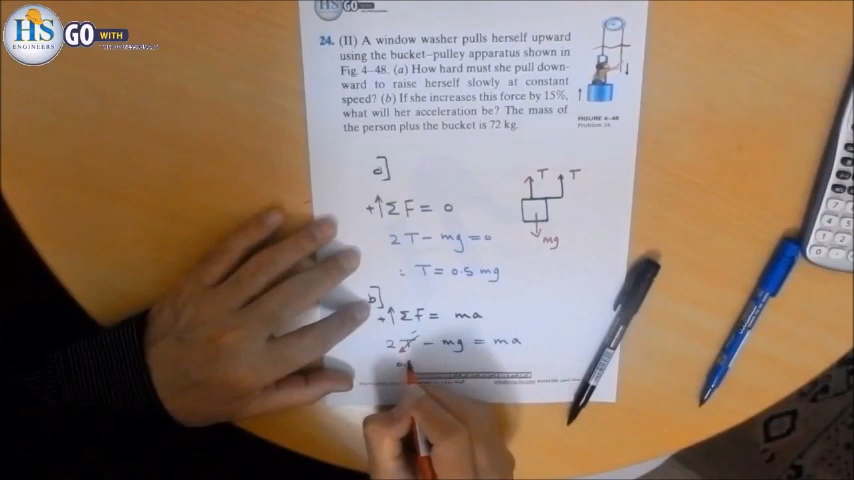 HS
ENGINEERS
GO WITH
HS GO
24. (II) A window washer pulls herself upward
using the bucket–pulley apparatus shown in
Fig. 4–48. (a) How hard must she pull down-
ward to raise herself slowly at constant
speed? (b) If she increases this force by 15%,
what will her acceleration be? The mass of
the person plus the bucket is 72 kg.
FIGURE 4–48
Problem 24.
a]
T T
+↑ΣF = 0
mg
2T – mg = 0
∴ T = 0.5 mg
b]
+↑ΣF = ma
2T – mg = ma